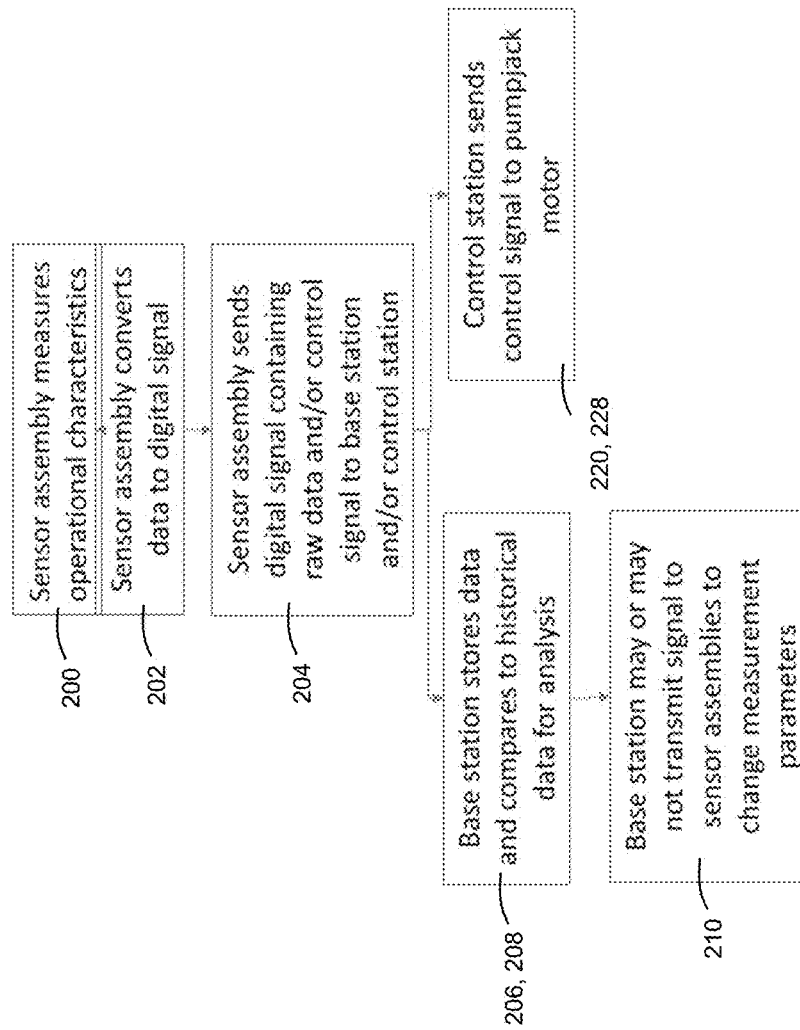 Sensor assembly measures
operational characteristics
200
Sensor assembly converts
data to digital signal
202
Sensor assembly sends
digital signal containing
raw data and/or control
signal to base station
and/or control station
204
Base station stores data
and compares to historical
data for analysis
206, 208
Control station sends
control signal to pumpjack
motor
220, 228
Base station may or may
not transmit signal to
sensor assemblies to
change measurement
parameters
210